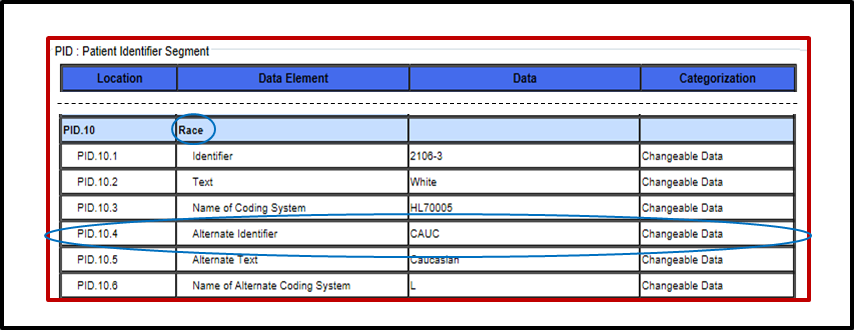 PID : Patient Identifier Segment
Location Data Element Data Categorization
PID.10 Race
PID.10.1 Identifier 2106-3 Changeable Data
PID.10.2 Text White Changeable Data
PID.10.3 Name of Coding System HL70005 Changeable Data
PID.10.4 Alternate Identifier CAUC Changeable Data
PID.10.5 Alternate Text Caucasian Changeable Data
PID.10.6 Name of Alternate Coding System L Changeable Data